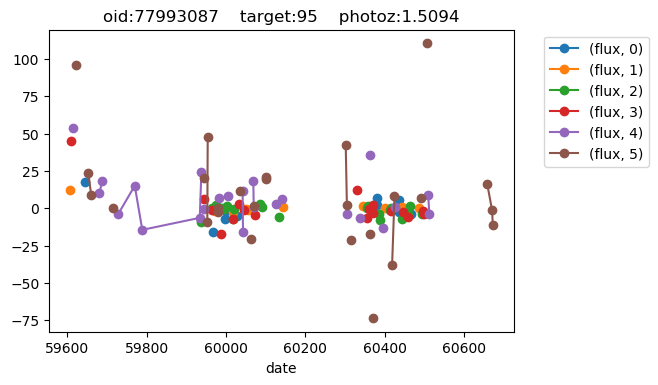 oid:77993087 target:95 photoz:1.5094
100
75
50
25
0
−25
−50
−75
59600
59800
60000
60200
60400
60600
date
(flux, 0)
(flux, 1)
(flux, 2)
(flux, 3)
(flux, 4)
(flux, 5)